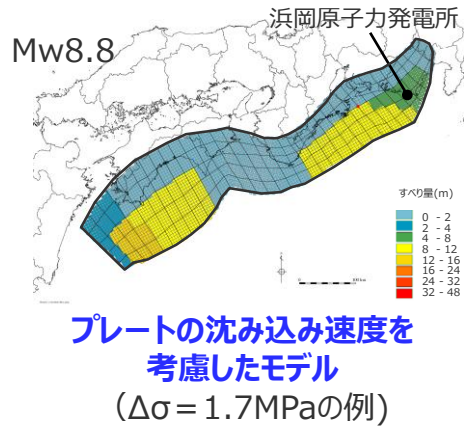 浜岡原子力発電所
Mw8.8
すべり量(m)
0 - 2
2 - 4
4 - 8
8 - 12
12 - 16
16 - 24
24 - 32
32 - 48
プレートの沈み込み速度を
考慮したモデル
（Δσ＝1.7MPaの例)